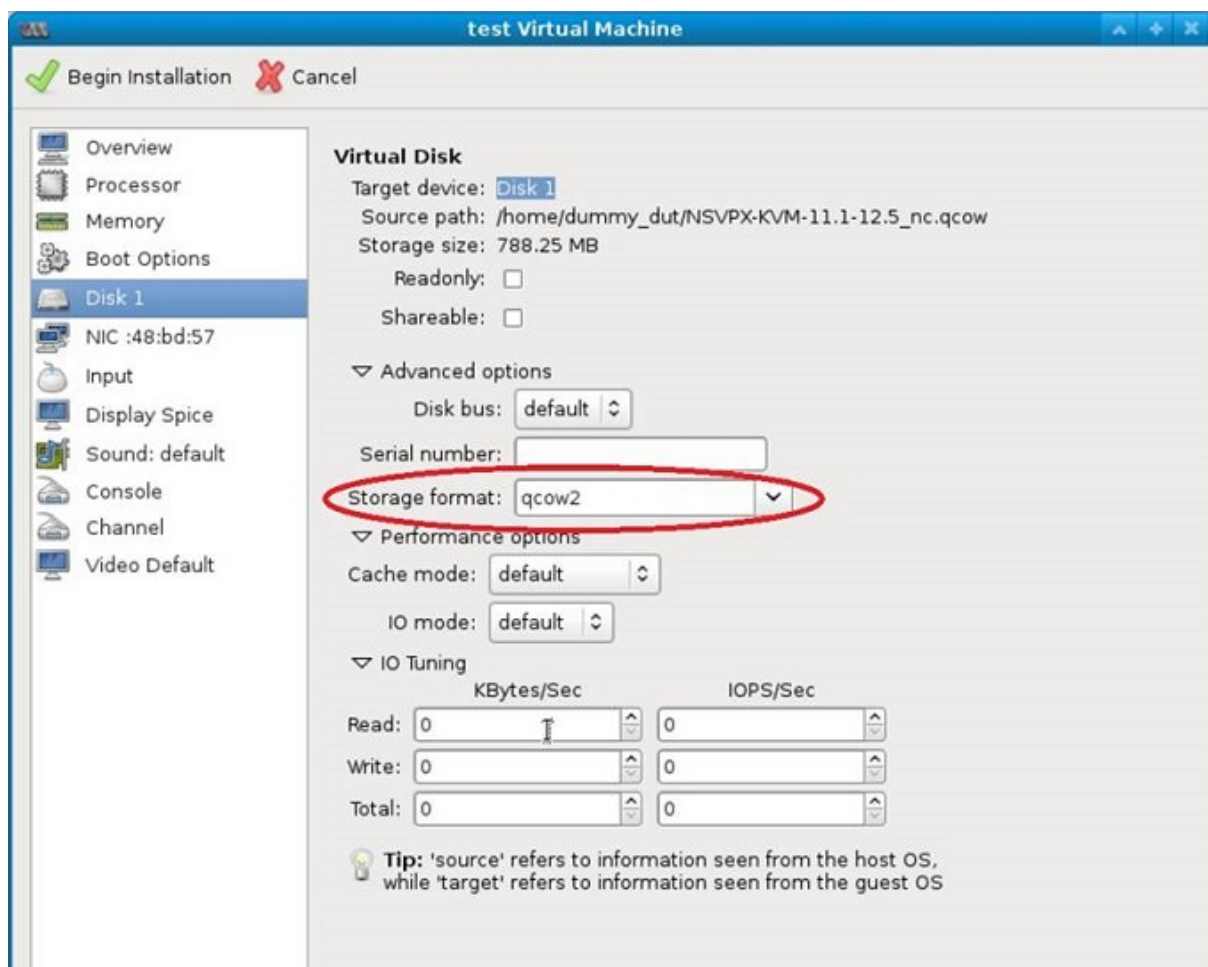 test Virtual Machine
Begin Installation
Cancel
Overview
Processor
Memory
Boot Options
Disk 1
NIC :48:bd:57
Input
Display Spice
Sound: default
Console
Channel
Video Default
Virtual Disk
Target device: Disk 1
Source path: /home/dummy_dut/NSVPX-KVM-11.1-12.5_nc.qcow
Storage size: 788.25 MB
Readonly:
Shareable:
Advanced options
Disk bus: default
Serial number:
Storage format: qcow2
Performance options
Cache mode: default
IO mode: default
IO Tuning
KBytes/Sec IOPS/Sec
Read: 0 0
Write: 0 0
Total: 0 0
Tip: 'source' refers to information seen from the host OS,
while 'target' refers to information seen from the guest OS